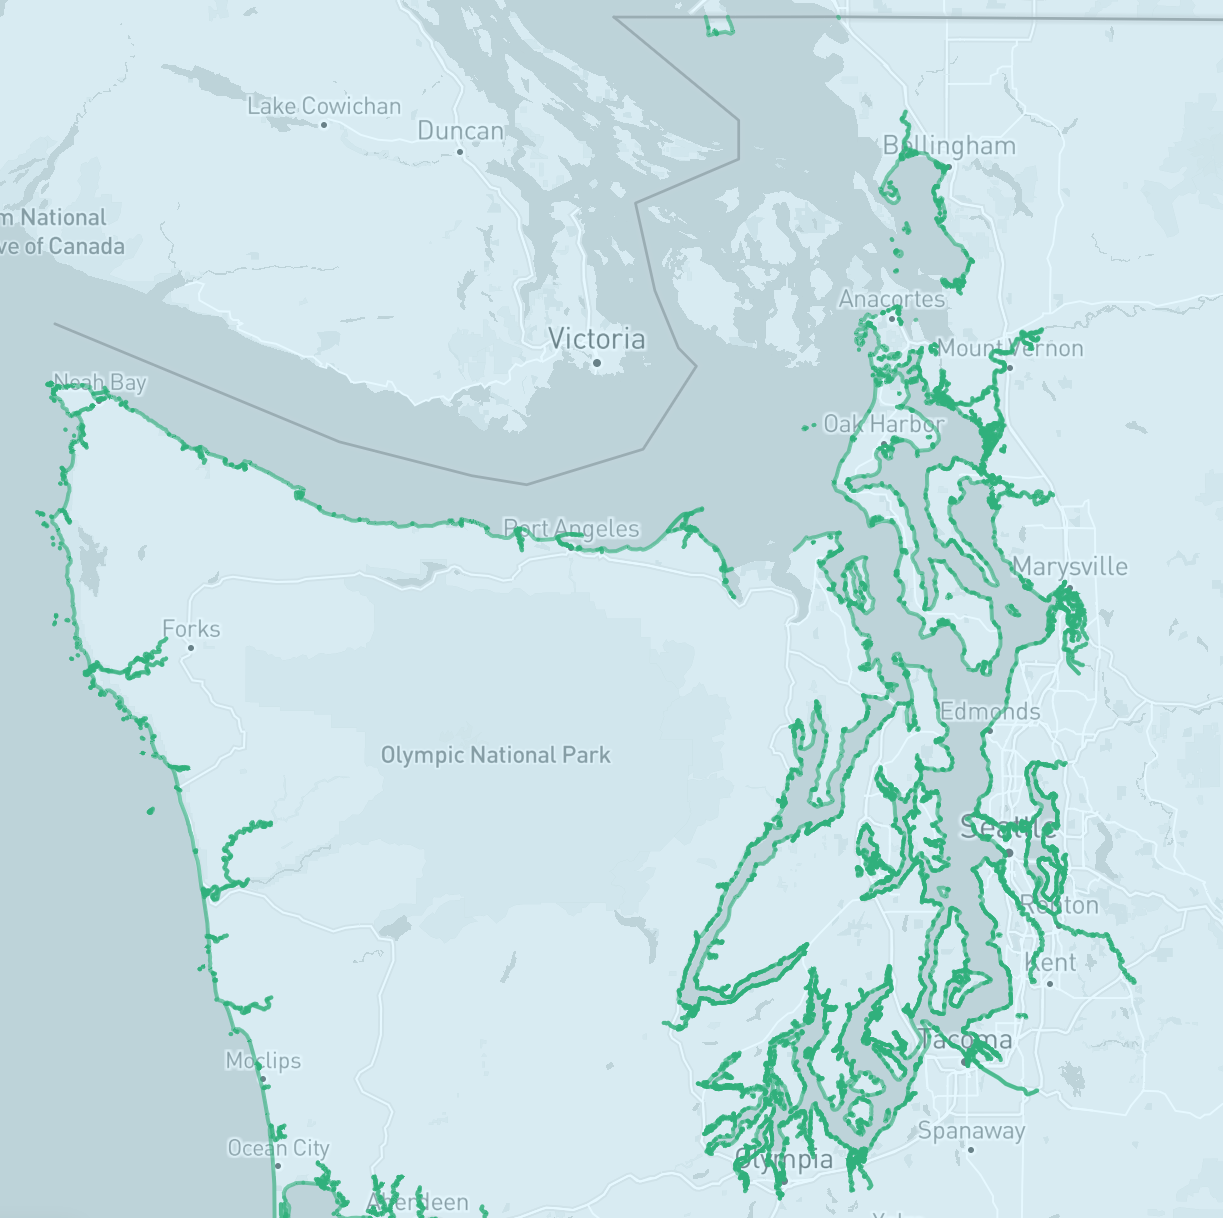 Lake Cowichan
Duncan
Bellingham
m National
ve of Canada
Anacortes
Victoria
Mount Vernon
Neah Bay
Oak Harbor
Port Angeles
Marysville
Forks
Edmonds
Olympic National Park
Seattle
Renton
Kent
Tacoma
Moclips
Spanaway
Ocean City
Olympia
Aberdeen